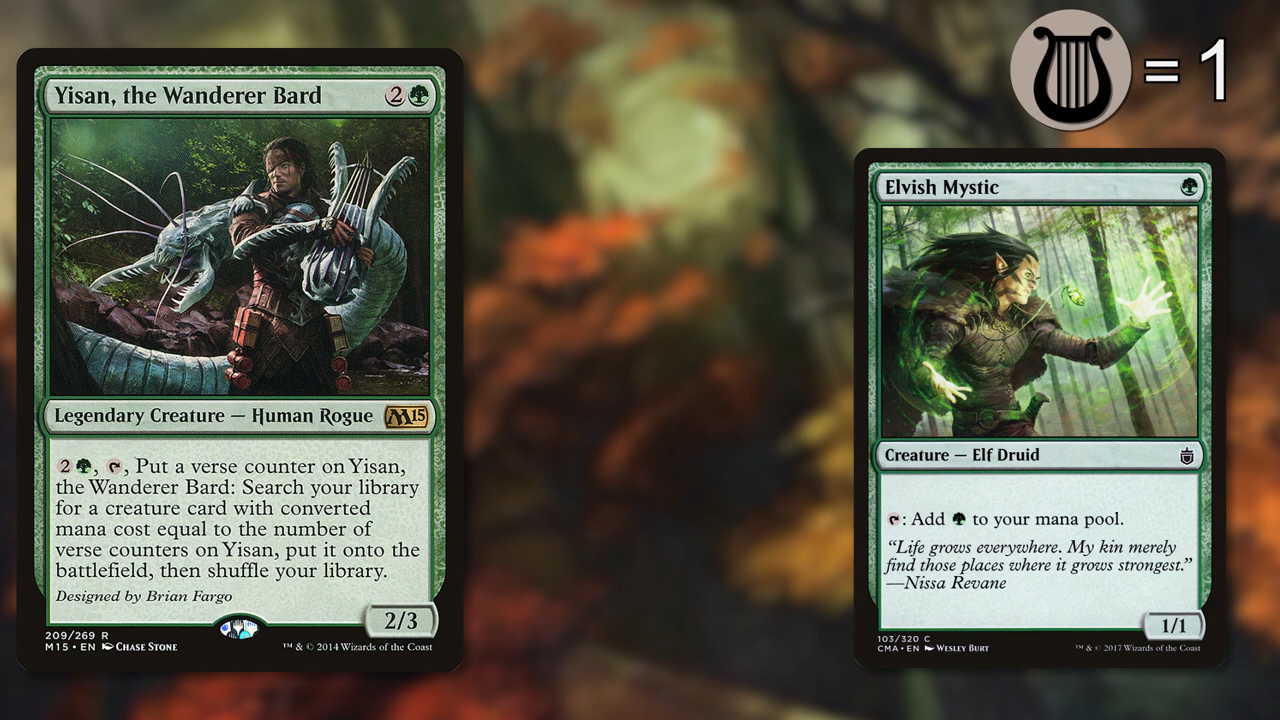 Yisan, the Wanderer Bard 2
Legendary Creature — Human Rogue M15
2 , , Put a verse counter on Yisan,
the Wanderer Bard: Search your library
for a creature card with converted
mana cost equal to the number of
verse counters on Yisan, put it onto the
battlefield, then shuffle your library.
Designed by Brian Fargo
2/3
209/269 R
M15 • EN Chase Stone ™ & © 2014 Wizards of the Coast
= 1
Elvish Mystic
Creature — Elf Druid
: Add to your mana pool.
“Life grows everywhere. My kin merely
find those places where it grows strongest.”
—Nissa Revane
1/1
103/320 C
CMA • EN Wesley Burt ™ & © 2017 Wizards of the Coast